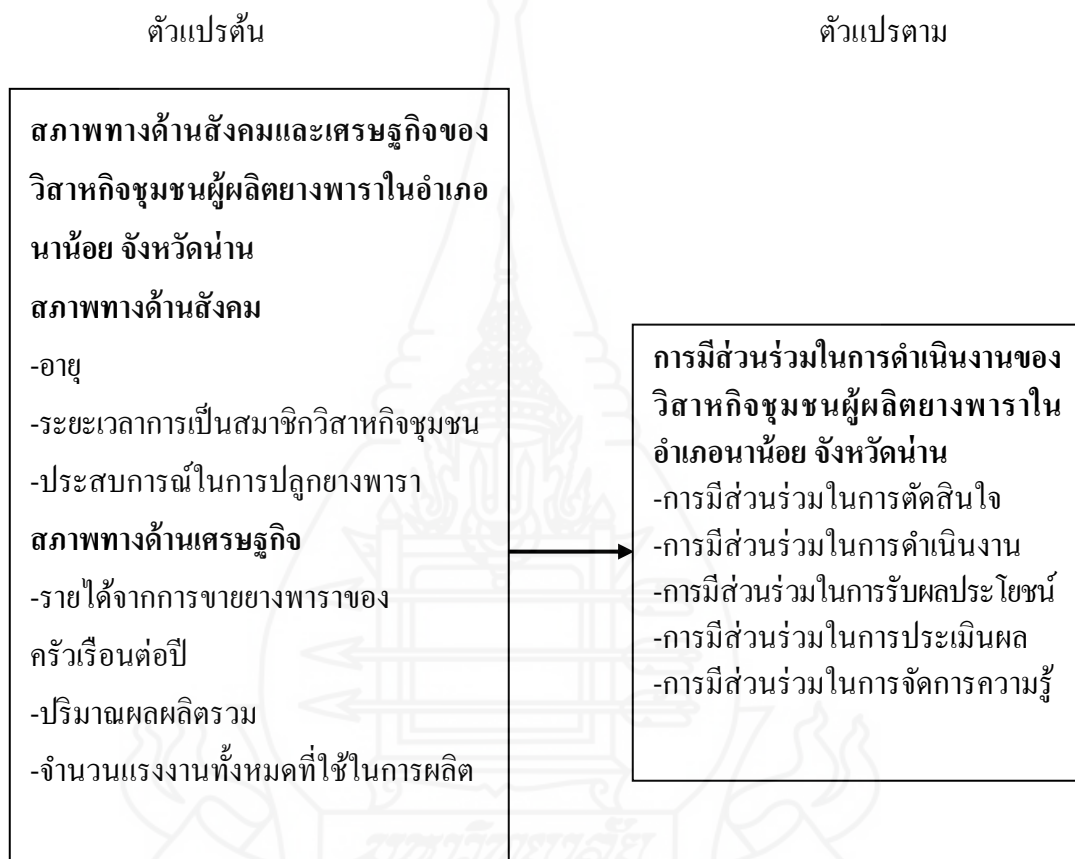 ตัวแปรต้น
ตัวแปรตาม
สภาพทางด้านสังคมและเศรษฐกิจของ
วิสาหกิจชุมชนผู้ผลิตยางพาราในอำเภอ
นาน้อย จังหวัดน่าน
สภาพทางด้านสังคม
-อายุ
-ระยะเวลาการเป็นสมาชิกวิสาหกิจชุมชน
-ประสบการณ์ในการปลูกยางพารา
สภาพทางด้านเศรษฐกิจ
-รายได้จากการขายยางพาราของ
ครัวเรือนต่อปี
-ปริมาณผลผลิตรวม
-จำนวนแรงงานทั้งหมดที่ใช้ในการผลิต
การมีส่วนร่วมในการดำเนินงานของ
วิสาหกิจชุมชนผู้ผลิตยางพาราใน
อำเภอนาน้อย จังหวัดน่าน
-การมีส่วนร่วมในการตัดสินใจ
-การมีส่วนร่วมในการดำเนินงาน
-การมีส่วนร่วมในการรับผลประโยชน์
-การมีส่วนร่วมในการประเมินผล
-การมีส่วนร่วมในการจัดการความรู้